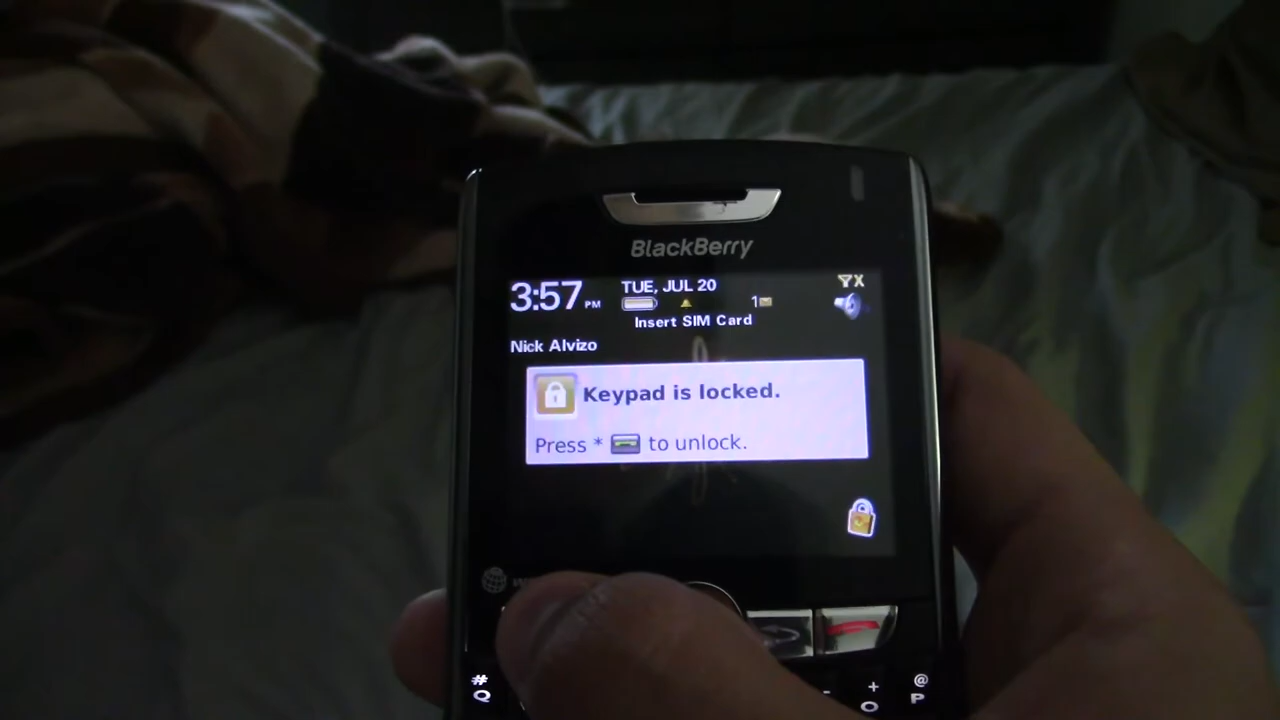 BlackBerry
3:57 PM
TUE, JUL 20
1
Insert SIM Card
Nick Alvizo
Keypad is locked.
Press * to unlock.
#
Q
+
O
@
P